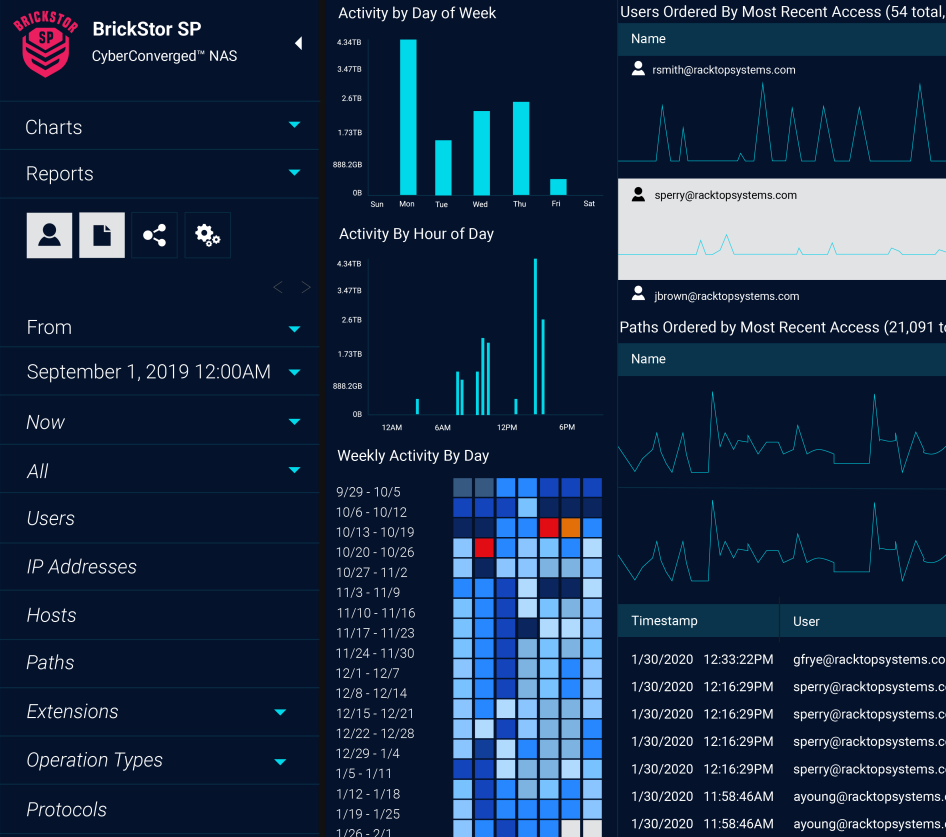 BRICKSTOR
SP
BrickStor SP
CyberConverged™ NAS
Charts
Reports
From
September 1, 2019 12:00AM
Now
All
Users
IP Addresses
Hosts
Paths
Extensions
Operation Types
Protocols
Activity by Day of Week
4.34TB
3.47TB
2.6TB
1.73TB
888.2GB
0B
Sun Mon Tue Wed Thu Fri Sat
Activity By Hour of Day
4.34TB
3.47TB
2.6TB
1.73TB
888.2GB
0B
12AM 6AM 12PM 6PM
Weekly Activity By Day
9/29 - 10/5
10/6 - 10/12
10/13 - 10/19
10/20 - 10/26
10/27 - 11/2
11/3 - 11/9
11/10 - 11/16
11/17 - 11/23
11/24 - 11/30
12/1 - 12/7
12/8 - 12/14
12/15 - 12/21
12/22 - 12/28
12/29 - 1/4
1/5 - 1/11
1/12 - 1/18
1/19 - 1/25
1/26 - 2/1
Users Ordered By Most Recent Access (54 total,
Name
rsmith@racktopsystems.com
sperry@racktopsystems.com
jbrown@racktopsystems.com
Paths Ordered by Most Recent Access (21,091 to
Name
Timestamp User
1/30/2020 12:33:22PM gfrye@racktopsystems.co
1/30/2020 12:16:29PM sperry@racktopsystems.c
1/30/2020 12:16:29PM sperry@racktopsystems.c
1/30/2020 12:16:29PM sperry@racktopsystems.c
1/30/2020 12:16:29PM sperry@racktopsystems.c
1/30/2020 11:58:46AM ayoung@racktopsystems.
1/30/2020 11:58:46AM ayoung@racktopsystems.